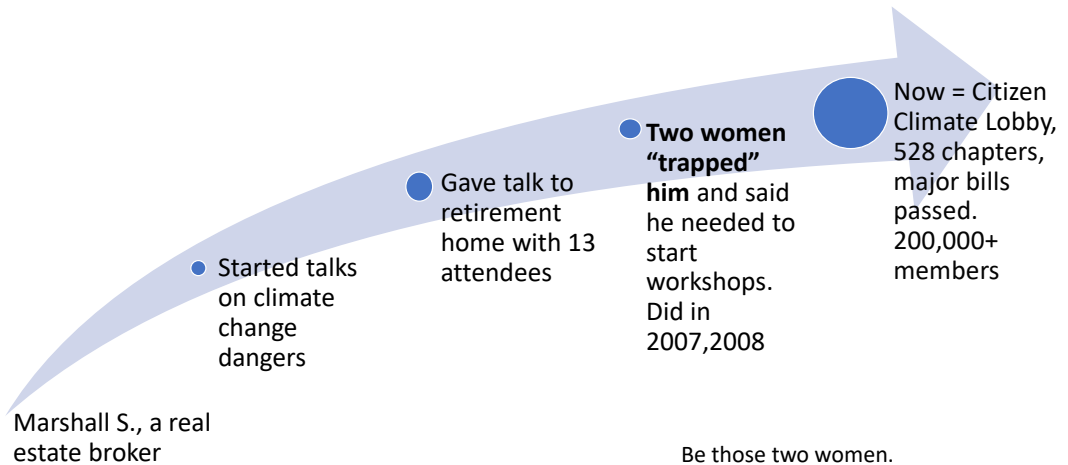 Marshall S., a real
estate broker
Started talks
on climate
change
dangers
Gave talk to
retirement
home with 13
attendees
Two women
“trapped”
him and said
he needed to
start
workshops.
Did in
2007,2008
Now = Citizen
Climate Lobby,
528 chapters,
major bills
passed.
200,000+
members
Be those two women.